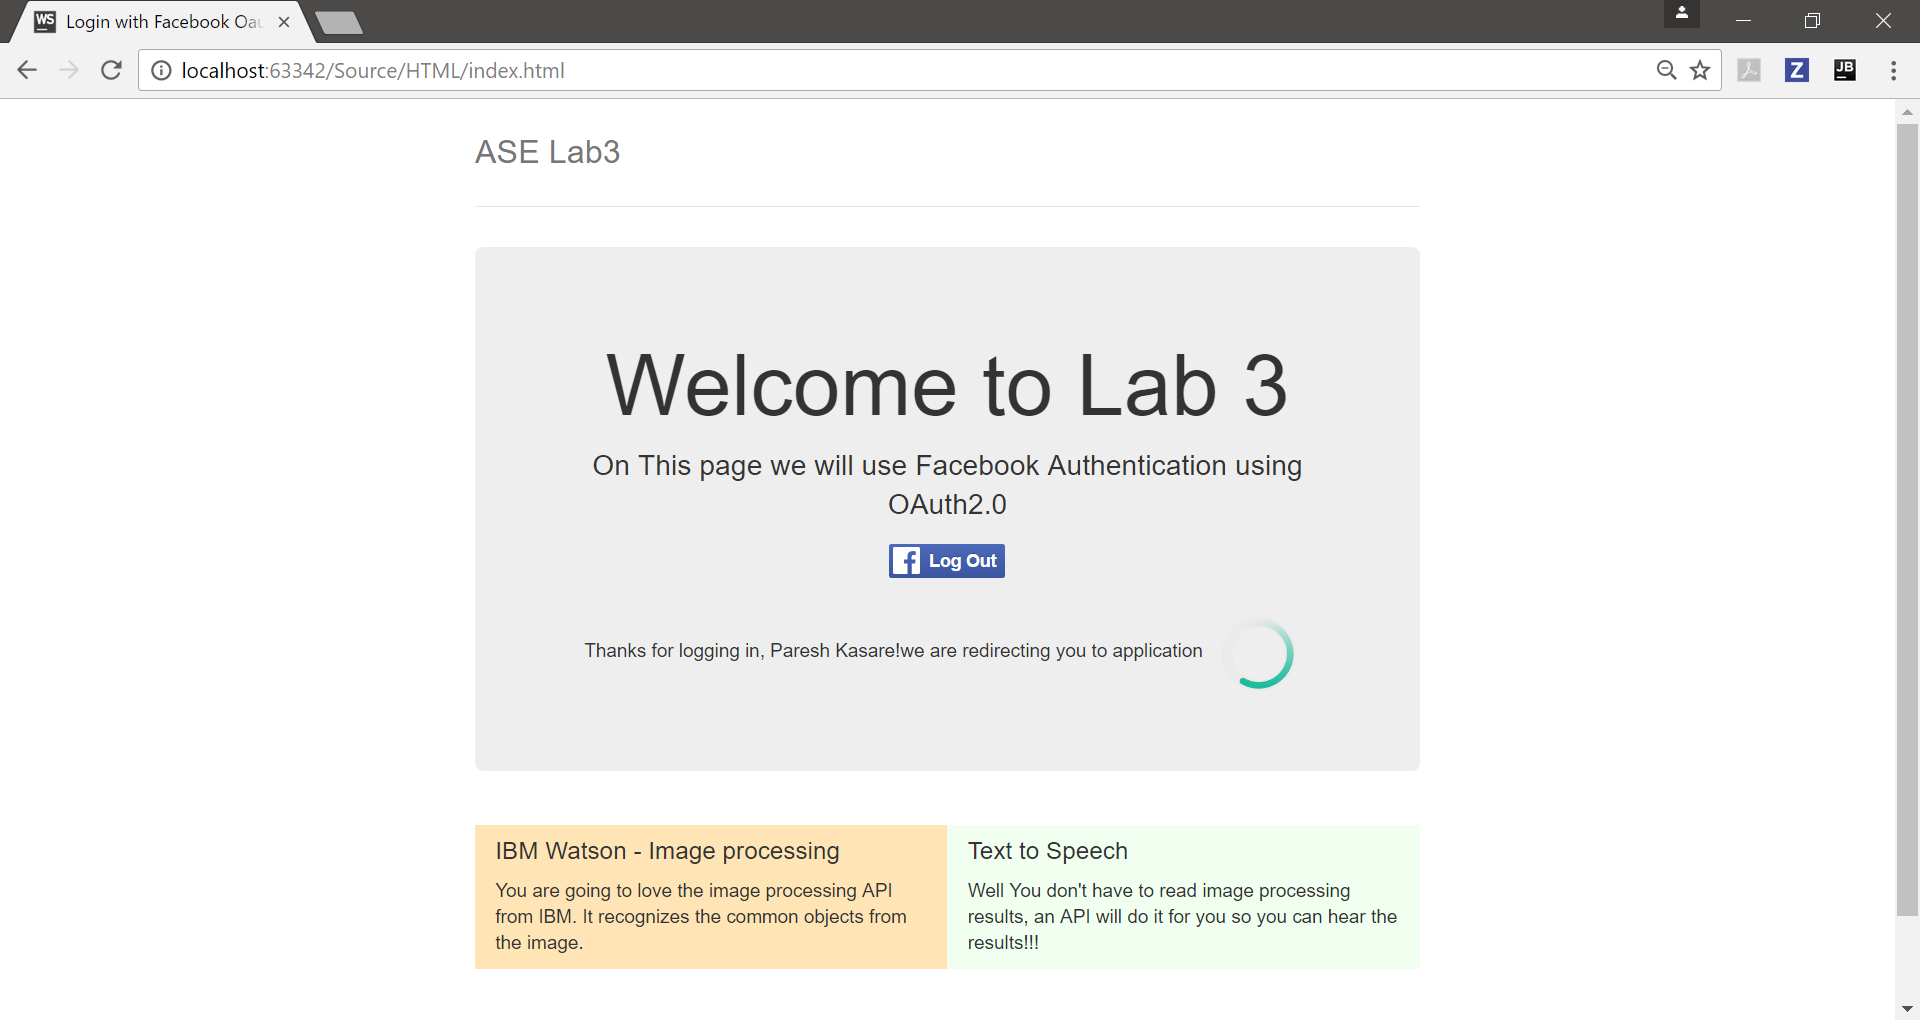 WS Login with Facebook Oau
localhost:63342/Source/HTML/index.html
Z
JB
ASE Lab3
Welcome to Lab 3
On This page we will use Facebook Authentication using
OAuth2.0
f Log Out
Thanks for logging in, Paresh Kasare!we are redirecting you to application
IBM Watson - Image processing
You are going to love the image processing API
from IBM. It recognizes the common objects from
the image.
Text to Speech
Well You don't have to read image processing
results, an API will do it for you so you can hear the
results!!!